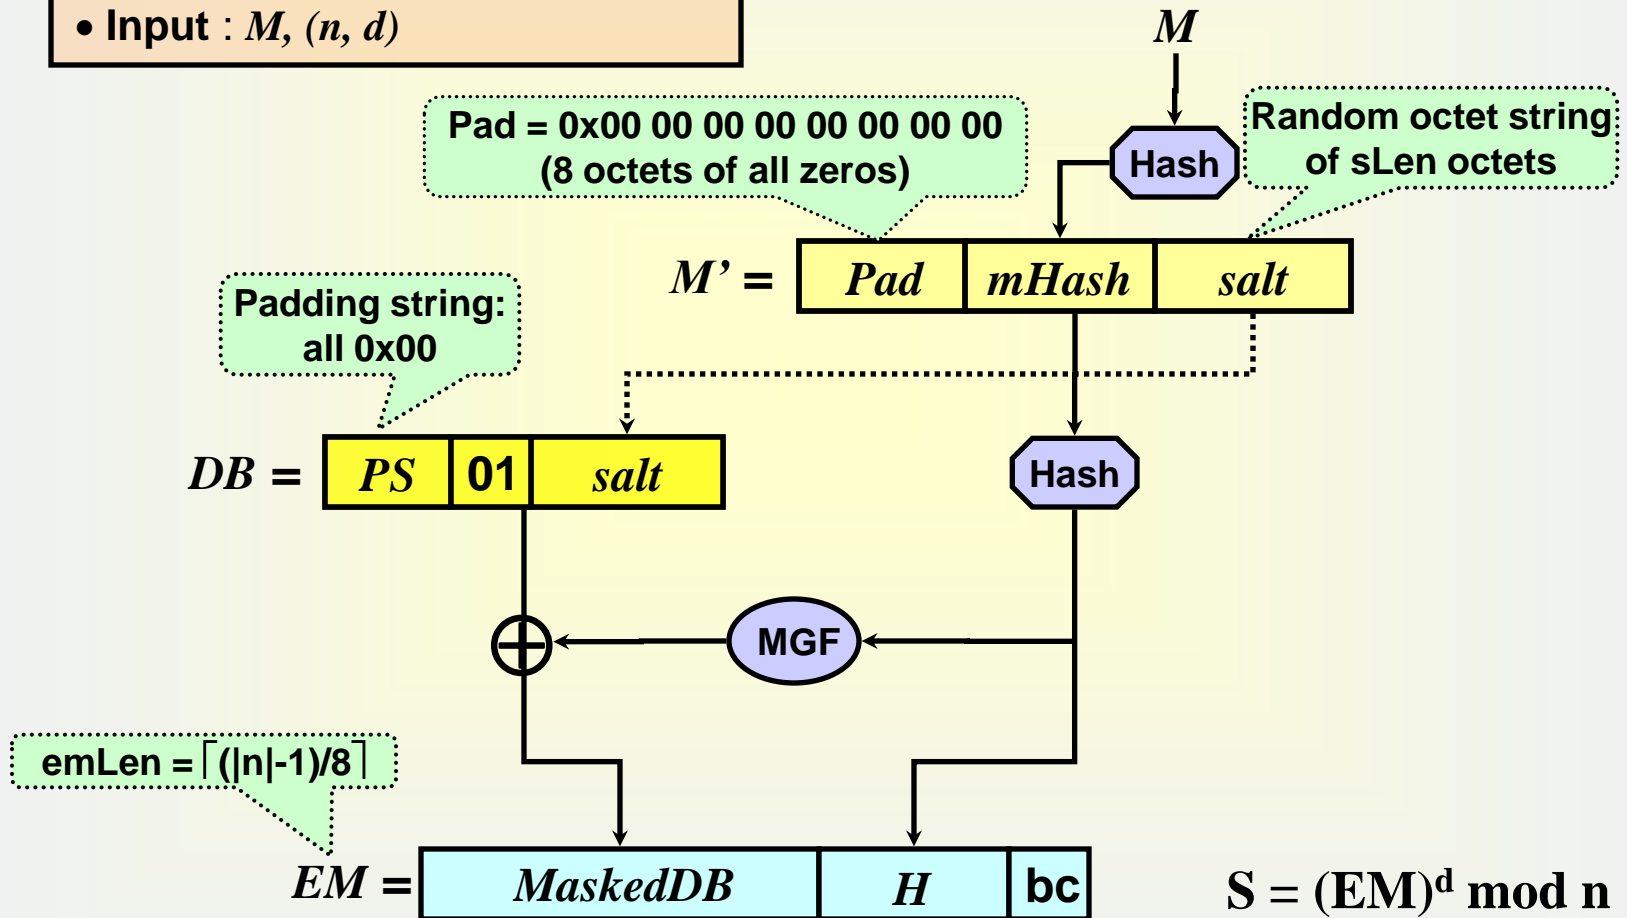 • Input : M, (n, d)
M
Pad = 0x00 00 00 00 00 00 00 00
(8 octets of all zeros)
Hash
Random octet string
of sLen octets
M’ = Pad mHash salt
Padding string:
all 0x00
DB = PS 01 salt
Hash
MGF
emLen = ⌈(|n|-1)/8⌉
EM = MaskedDB H bc
S = (EM)ᵈ mod n